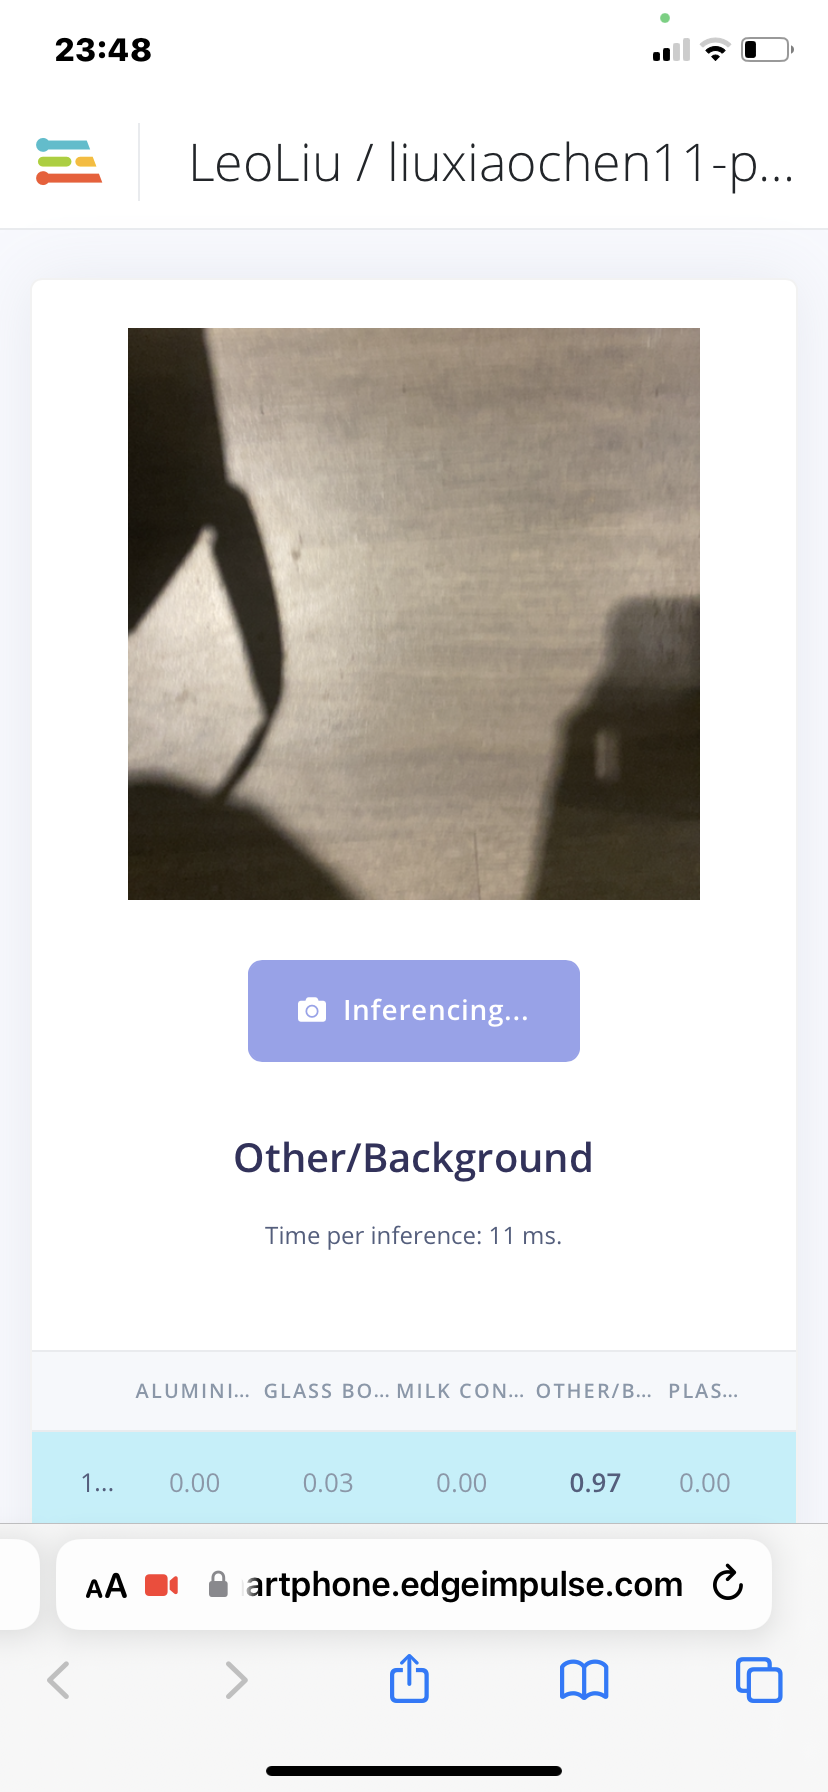 23:48
LeoLiu / liuxiaochen11-p...
Inferencing...
Other/Background
Time per inference: 11 ms.
ALUMINI... GLASS BO... MILK CON... OTHER/B... PLAS...
1... 0.00 0.03 0.00 0.97 0.00
AA artphone.edgeimpulse.com